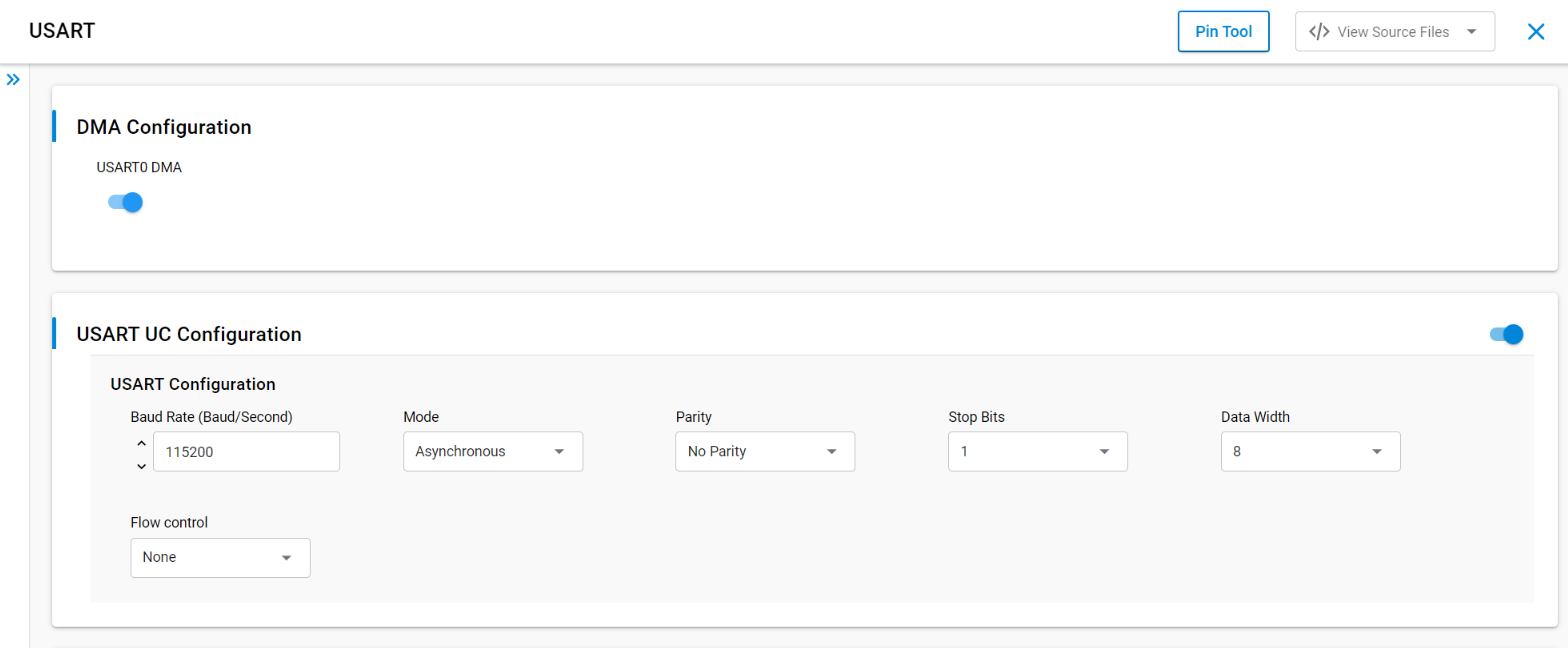 USART
Pin Tool
</> View Source Files
DMA Configuration
USART0 DMA
USART UC Configuration
USART Configuration
Baud Rate (Baud/Second)
Mode
Parity
Stop Bits
Data Width
115200
Asynchronous
No Parity
1
8
Flow control
None